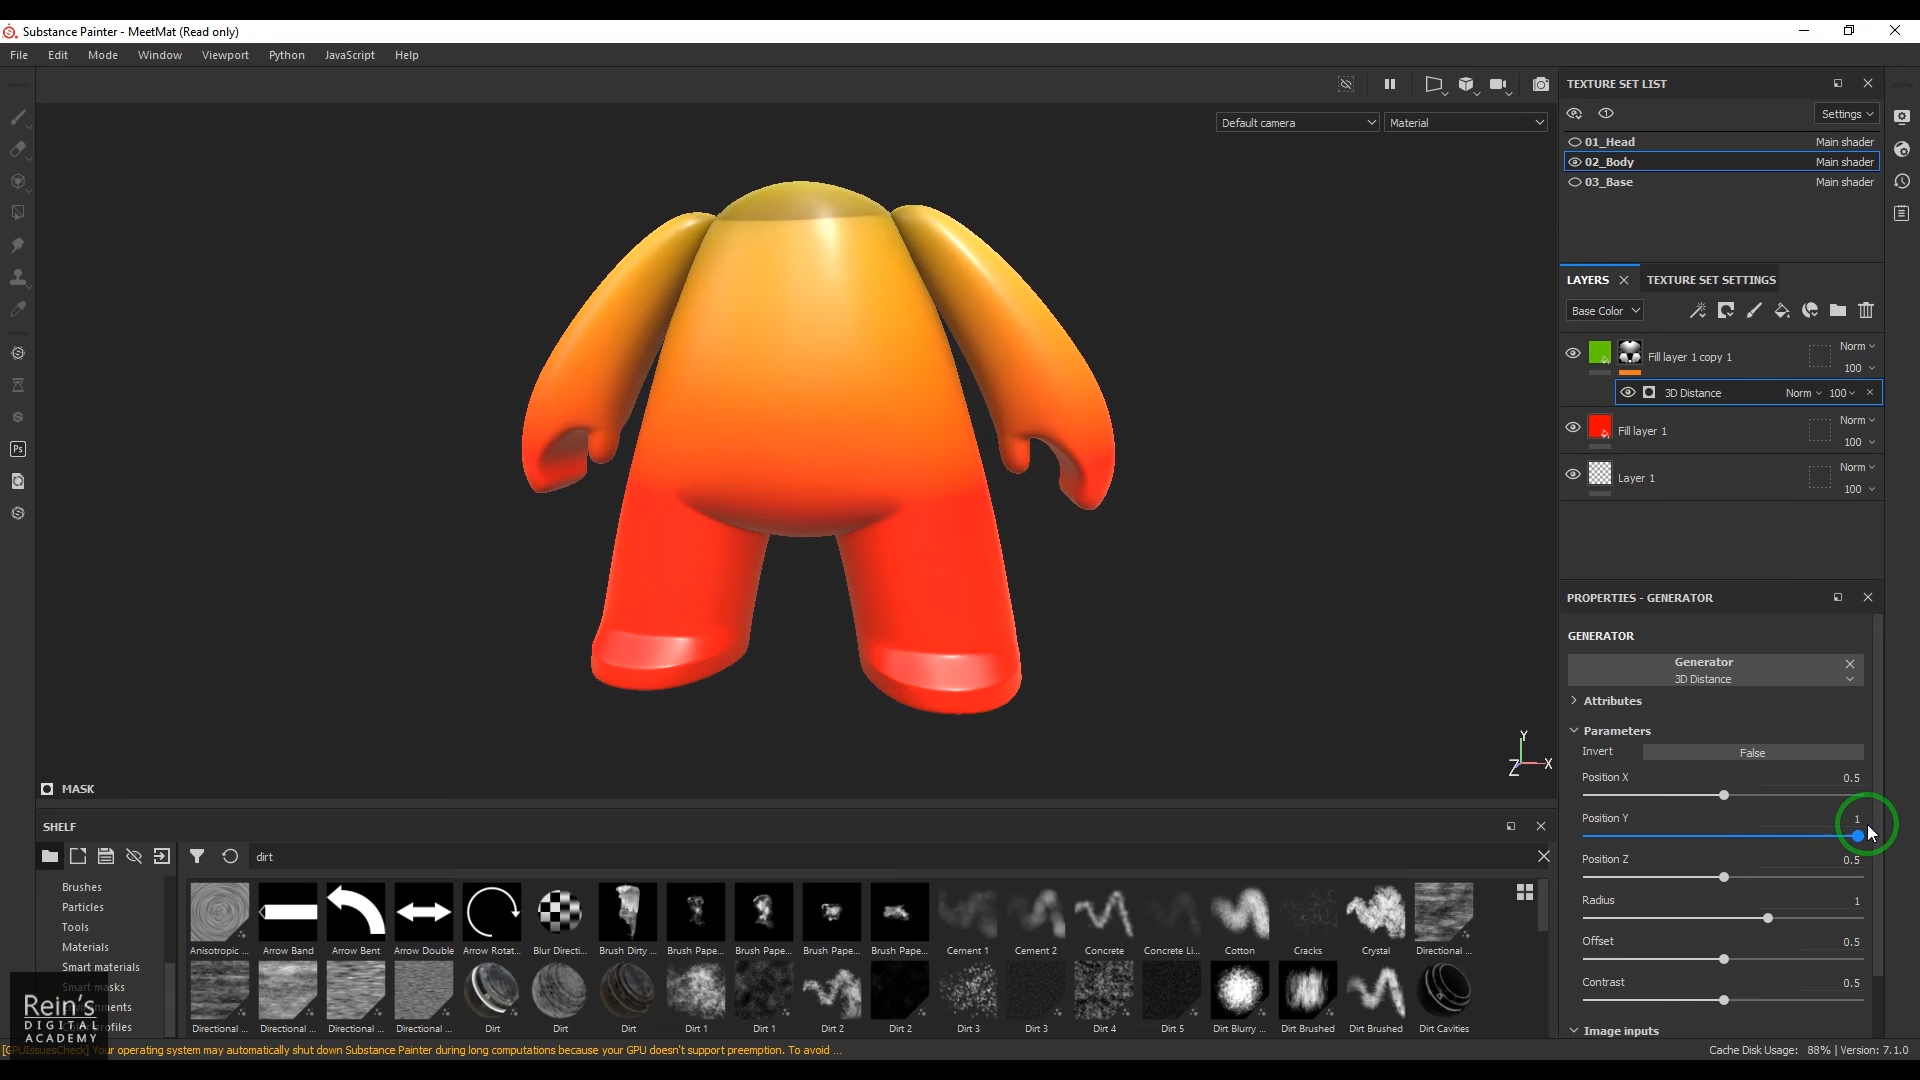 Substance Painter - MeetMat (Read only)
File Edit Mode Window Viewport Python JavaScript Help
Default camera Material
TEXTURE SET LIST
Settings
01_Head Main shader
02_Body Main shader
03_Base Main shader
LAYERS TEXTURE SET SETTINGS
Base Color
Fill layer 1 copy 1 Norm 100
3D Distance Norm 100
Fill layer 1 Norm 100
Layer 1 Norm 100
PROPERTIES - GENERATOR
GENERATOR
Generator
3D Distance
Attributes
Parameters
Invert False
Position X 0.5
Position Y 1
Position Z 0.5
Radius 1
Offset 0.5
Contrast 0.5
Image inputs
Y
Z X
MASK
SHELF
Ps
dirt
Brushes
Particles
Tools
Materials
Smart materials
Anisotropic ... Arrow Band Arrow Bent Arrow Double Arrow Rotat... Blur Directi... Brush Dirty ... Brush Pape... Brush Pape... Brush Pape... Brush Pape... Cement 1 Cement 2 Concrete Concrete Li... Cotton Cracks Crystal Directional ...
Directional ... Directional ... Directional ... Directional ... Dirt Dirt Dirt Dirt 1 Dirt 1 Dirt 2 Dirt 2 Dirt 3 Dirt 3 Dirt 4 Dirt 5 Dirt Blurry ... Dirt Brushed Dirt Brushed Dirt Cavities
Rein's
DIGITAL
ACADEMY
[GPUIssuesCheck] Your operating system may automatically shut down Substance Painter during long computations because your GPU doesn't support preemption. To avoid ...
Cache Disk Usage: 88% | Version: 7.1.0